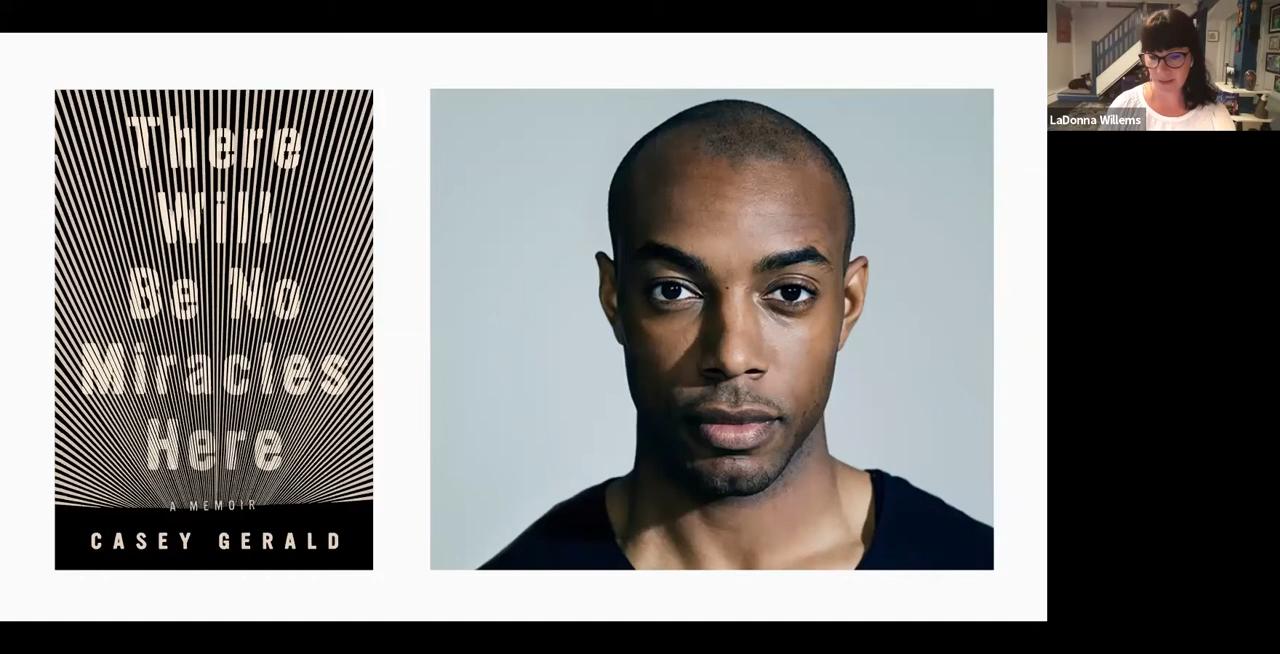 There
Will
Be No
Miracles
Here
A MEMOIR
CASEY GERALD
LaDonna Willems